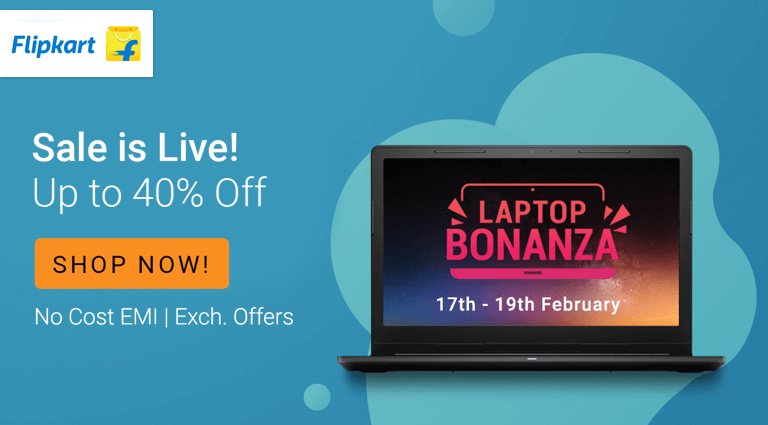 Flipkart
Sale is Live!
Up to 40% Off
SHOP NOW!
No Cost EMI | Exch. Offers
LAPTOP
BONANZA
17th - 19th February